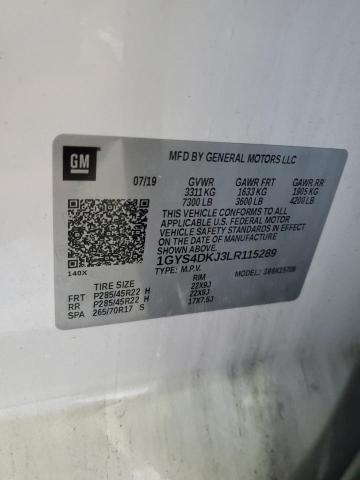 GM
MFD BY GENERAL MOTORS LLC
07/19 GVWR GAWR FRT GAWR RR
3311 KG 1633 KG 1905 KG
7300 LB 3600 LB 4200 LB
THIS VEHICLE CONFORMS TO ALL
APPLICABLE U.S. FEDERAL MOTOR
VEHICLE SAFETY STANDARDS IN
EFFECT ON THE DATE OF
MANUFACTURE SHOWN ABOVE.
1GYS4DKJ3LR115289
140X TYPE: M.P.V. MODEL:
TIRE SIZE RIM
FRT P285/45R22 H 22X9J
RR P285/45R22 H 22X9J
SPA 265/70R17 S 17X7.5J